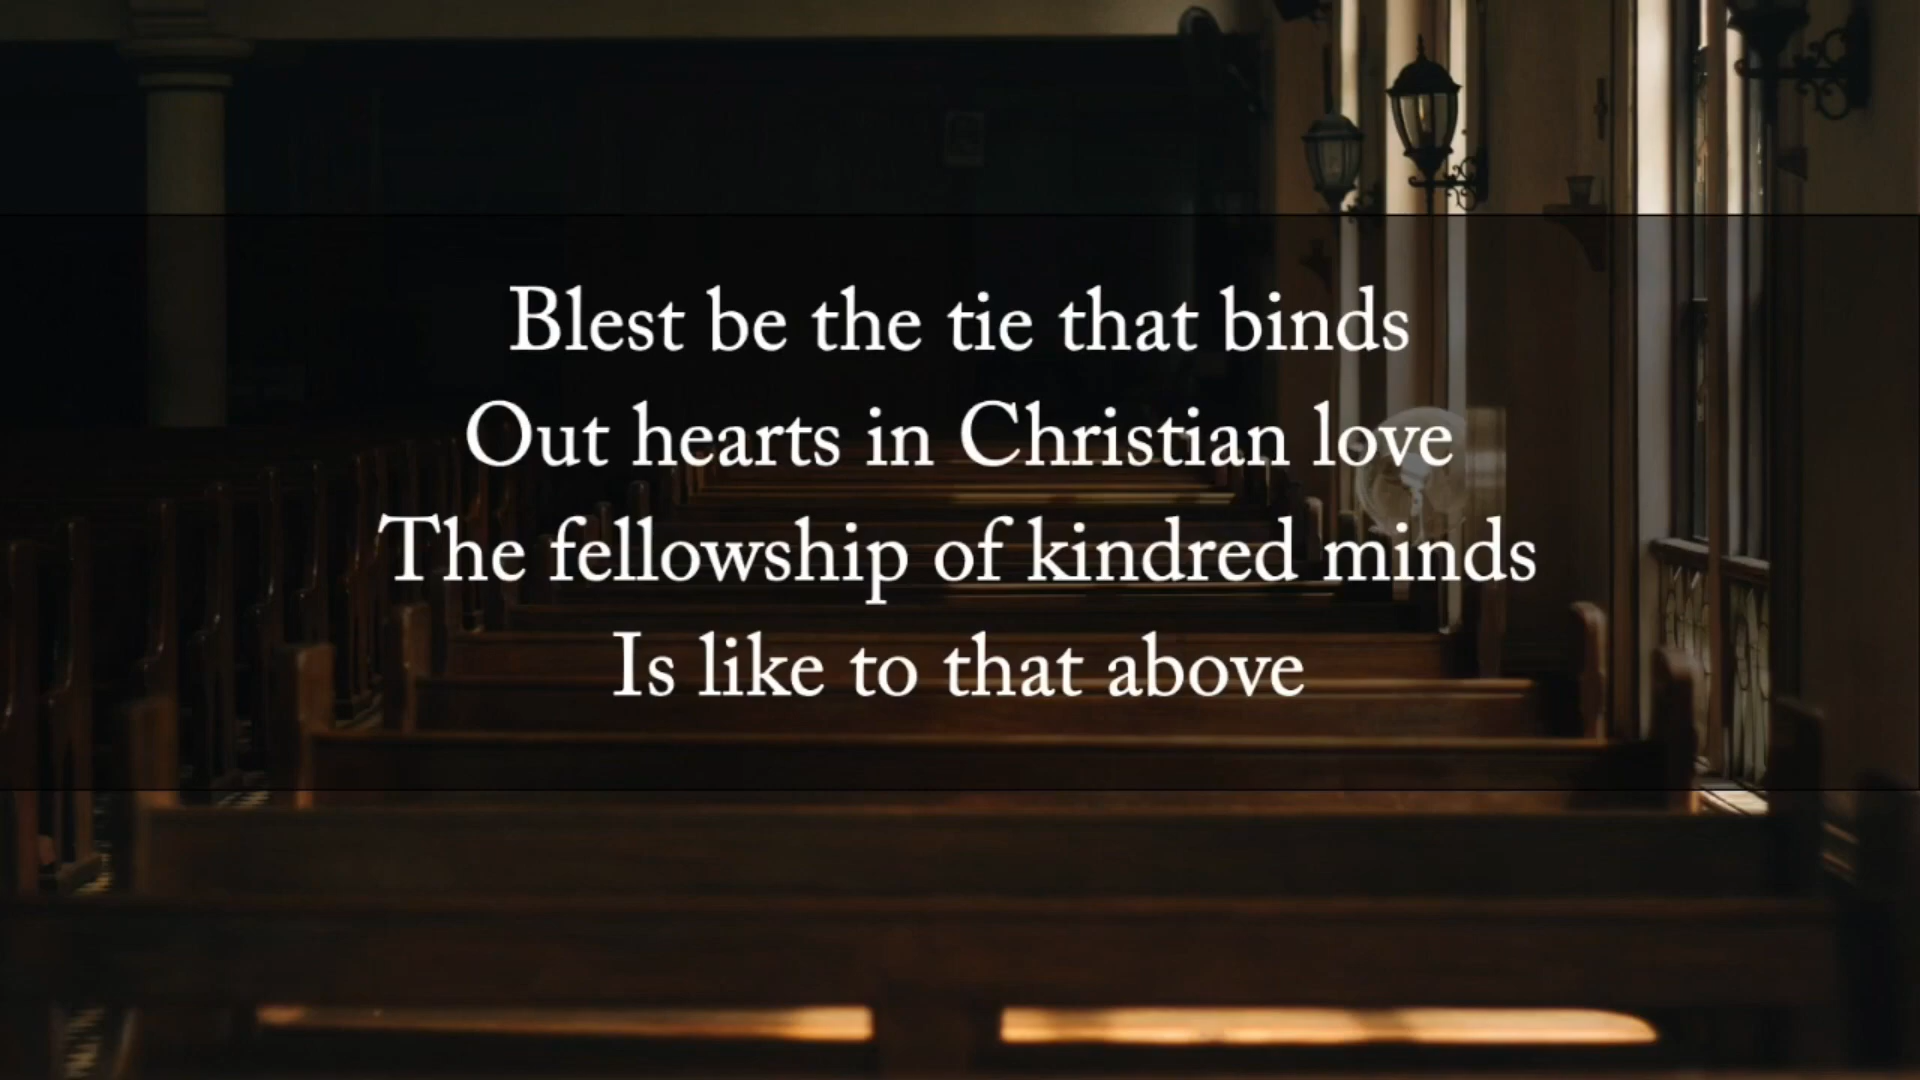 Blest be the tie that binds
Out hearts in Christian love
The fellowship of kindred minds
Is like to that above